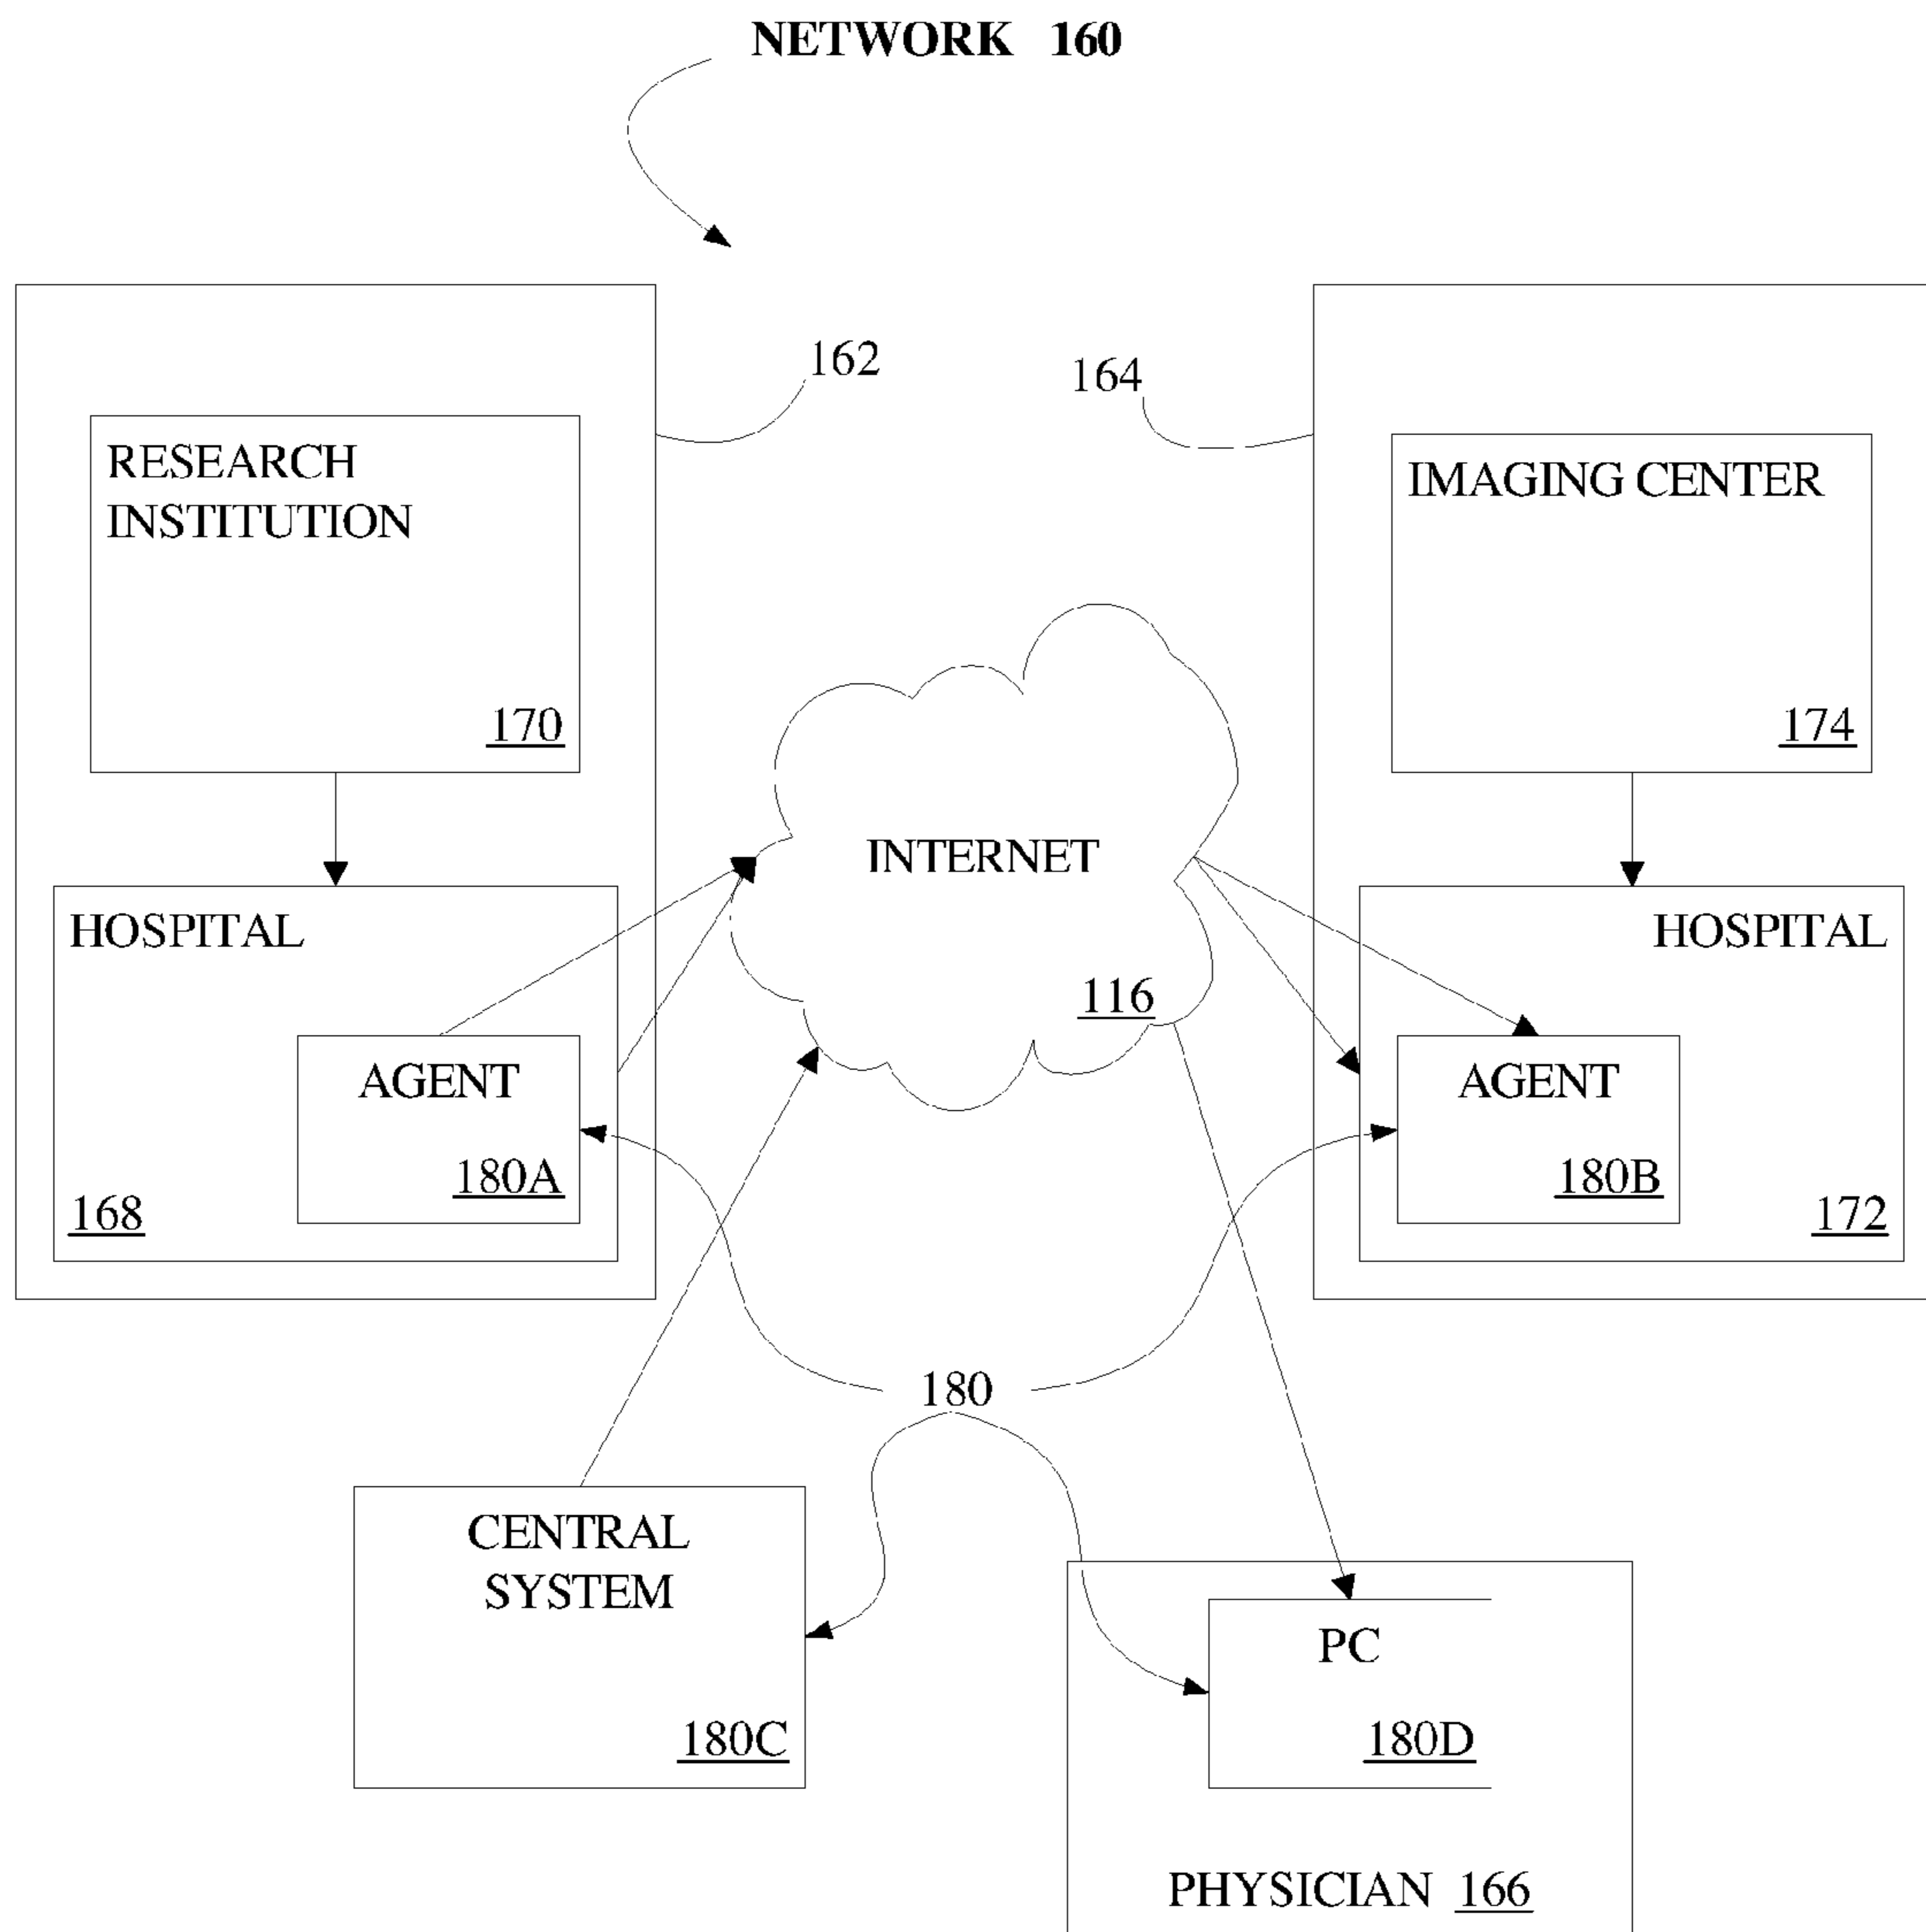 NETWORK 160
162
164
RESEARCH
INSTITUTION
170
IMAGING CENTER
174
INTERNET
116
HOSPITAL
AGENT
180A
168
HOSPITAL
AGENT
180B
172
180
CENTRAL
SYSTEM
180C
PC
180D
PHYSICIAN 166